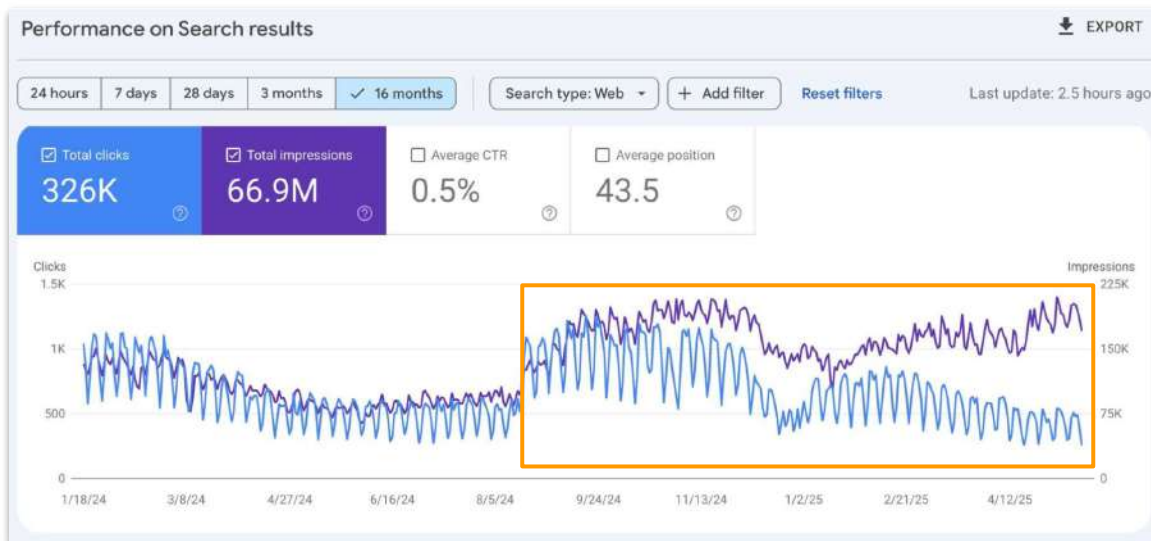 Performance on Search results
EXPORT
24 hours 7 days 28 days 3 months 16 months Search type: Web + Add filter Reset filters Last update: 2.5 hours ago
Total clicks Total impressions Average CTR Average position
326K 66.9M 0.5% 43.5
Clicks Impressions
1.5K 225K
1K 150K
500 75K
0 0
1/18/24 3/8/24 4/27/24 6/16/24 8/5/24 9/24/24 11/13/24 1/2/25 2/21/25 4/12/25